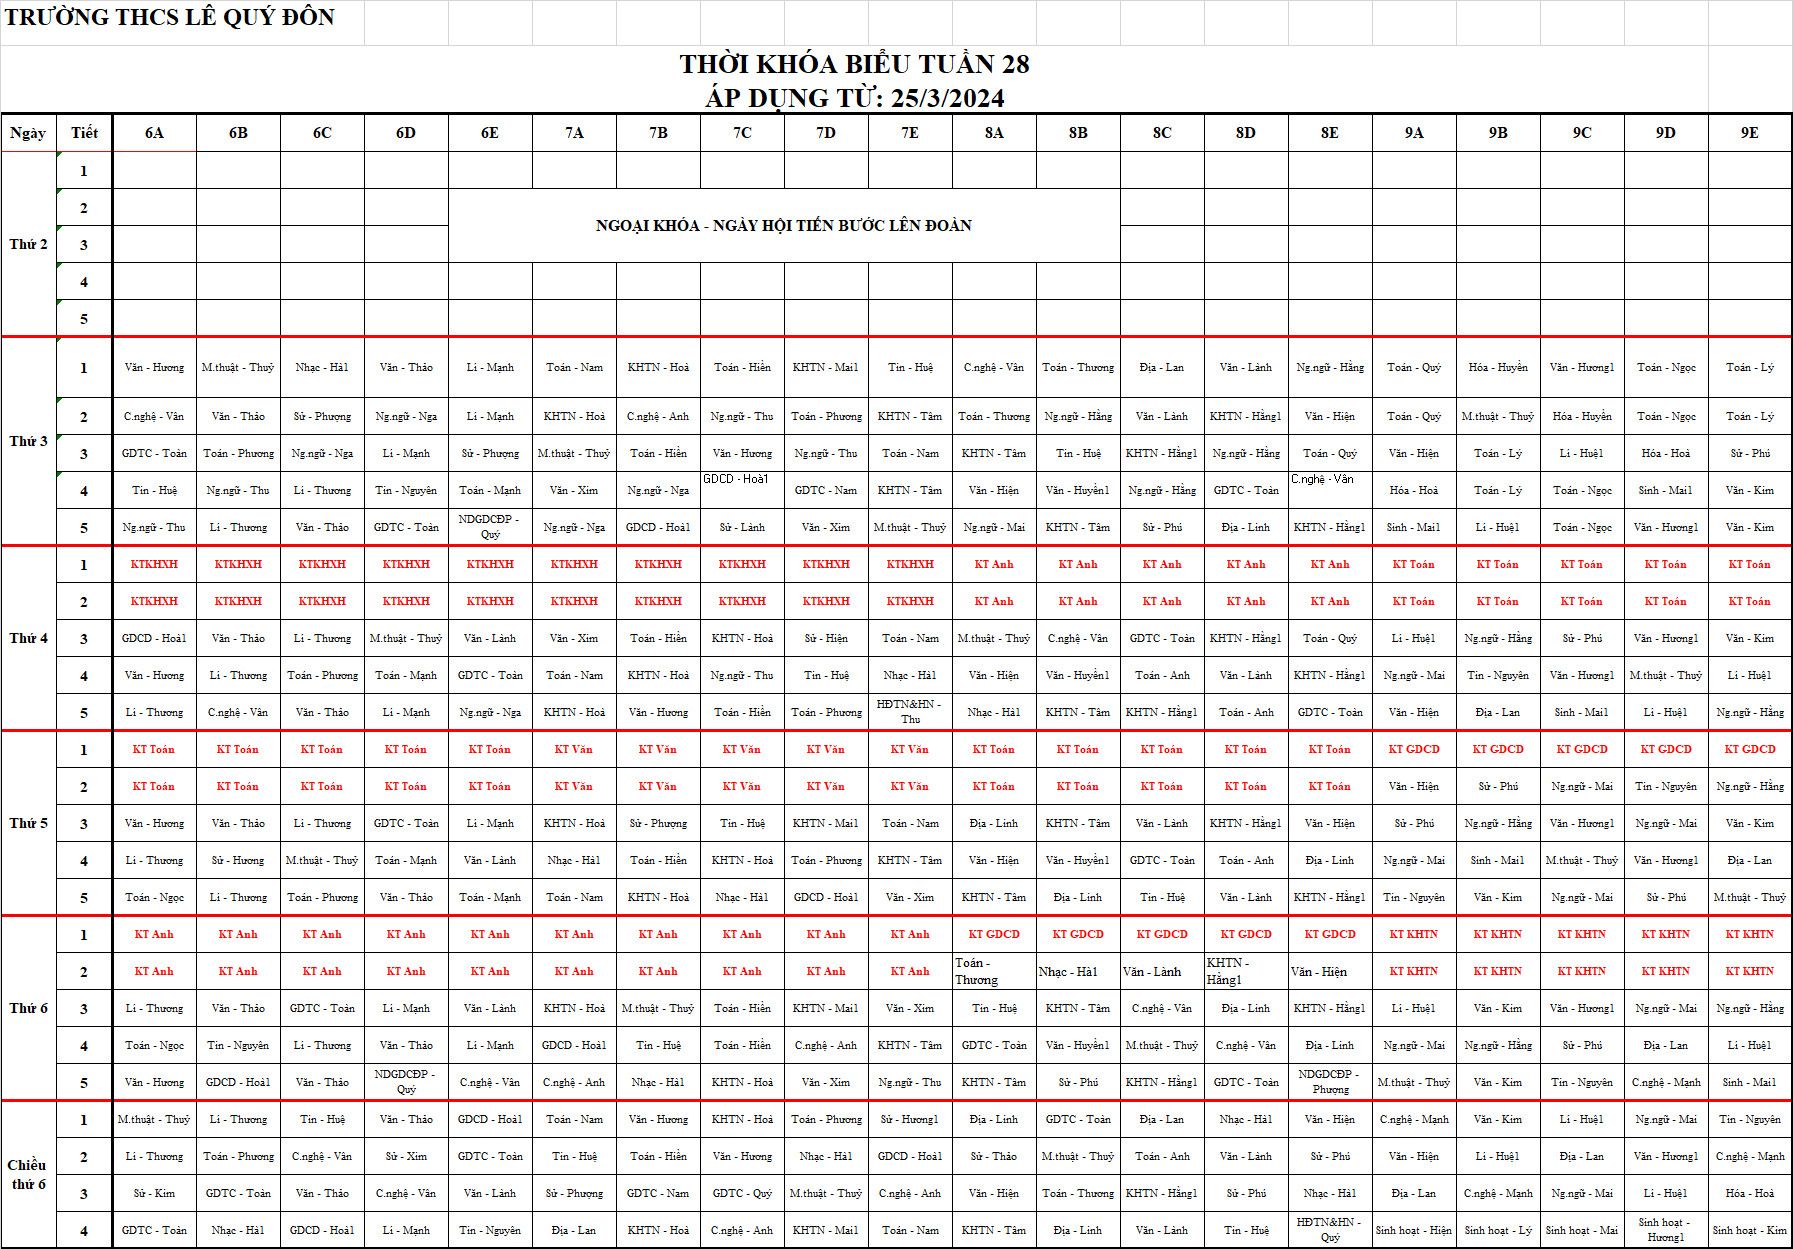 TRƯỜNG THCS LÊ QUÝ ĐÔN
THỜI KHÓA BIỂU TUẦN 28
ÁP DỤNG TỪ: 25/3/2024
Ngày Tiết 6A 6B 6C 6D 6E 7A 7B 7C 7D 7E 8A 8B 8C 8D 8E 9A 9B 9C 9D 9E
Thứ 2
1
2
3
4
5
NGOẠI KHÓA - NGÀY HỘI TIẾN BƯỚC LÊN ĐOÀN
Thứ 3
1 Văn - Hương M.thuật - Thuỷ Nhạc - Hà1 Văn - Thảo Lí - Mạnh Toán - Nam KHTN - Hoà Toán - Hiền KHTN - Mai1 Tin - Huệ C.nghệ - Vân Toán - Thương Địa - Lan Văn - Lành Ng.ngữ - Hằng Toán - Quý Hóa - Huyền Văn - Hương1 Toán - Ngọc Toán - Lý
2 C.nghệ - Vân Văn - Thảo Sử - Phượng Ng.ngữ - Nga Lí - Mạnh KHTN - Hoà C.nghệ - Anh Ng.ngữ - Thu Toán - Phương KHTN - Tâm Toán - Thương Ng.ngữ - Hằng Văn - Lành KHTN - Hằng1 Văn - Hiện Toán - Quý M.thuật - Thuỷ Hóa - Huyền Toán - Ngọc Toán - Lý
3 GDTC - Toàn Toán - Phương Ng.ngữ - Nga Lí - Mạnh Sử - Phượng M.thuật - Thuỷ Toán - Hiền Văn - Hương Ng.ngữ - Thu Toán - Nam KHTN - Tâm Tin - Huệ KHTN - Hằng1 Ng.ngữ - Hằng Toán - Quý Văn - Hiện Toán - Lý Lí - Huệ1 Hóa - Hoà Sử - Phú
4 Tin - Huệ Ng.ngữ - Thu Lí - Thương Tin - Nguyên Toán - Mạnh Văn - Xim Ng.ngữ - Nga GDCD - Hoà1 GDTC - Nam KHTN - Tâm Văn - Hiện Văn - Huyền1 Ng.ngữ - Hằng GDTC - Toàn C.nghệ - Vân Hóa - Hoà Toán - Lý Toán - Ngọc Sinh - Mai1 Văn - Kim
5 Ng.ngữ - Thu Lí - Thương Văn - Thảo GDTC - Toàn NDGDCĐP - Quý Ng.ngữ - Nga GDCD - Hoà1 Sử - Lành Văn - Xim M.thuật - Thuỷ Ng.ngữ - Mai KHTN - Tâm Sử - Phú Địa - Linh KHTN - Hằng1 Sinh - Mai1 Lí - Huệ1 Toán - Ngọc Văn - Hương1 Văn - Kim
Thứ 4
1 KTKHXH KTKHXH KTKHXH KTKHXH KTKHXH KTKHXH KTKHXH KTKHXH KTKHXH KTKHXH KT Anh KT Anh KT Anh KT Anh KT Anh KT Toán KT Toán KT Toán KT Toán KT Toán
2 KTKHXH KTKHXH KTKHXH KTKHXH KTKHXH KTKHXH KTKHXH KTKHXH KTKHXH KTKHXH KT Anh KT Anh KT Anh KT Anh KT Anh KT Toán KT Toán KT Toán KT Toán KT Toán
3 GDCD - Hoà1 Văn - Thảo Lí - Thương M.thuật - Thuỷ Văn - Lành Văn - Xim Toán - Hiền KHTN - Hoà Sử - Hiện Toán - Nam M.thuật - Thuỷ C.nghệ - Vân GDTC - Toàn KHTN - Hằng1 Toán - Quý Lí - Huệ1 Ng.ngữ - Hằng Sử - Phú Văn - Hương1 Văn - Kim
4 Văn - Hương Lí - Thương Toán - Phương Toán - Mạnh GDTC - Toàn Toán - Nam KHTN - Hoà Ng.ngữ - Thu Tin - Huệ Nhạc - Hà1 Văn - Hiện Văn - Huyền1 Toán - Anh Văn - Lành KHTN - Hằng1 Ng.ngữ - Mai Tin - Nguyên Văn - Hương1 M.thuật - Thuỷ Lí - Huệ1
5 Lí - Thương C.nghệ - Vân Văn - Thảo Lí - Mạnh Ng.ngữ - Nga KHTN - Hoà Văn - Hương Toán - Hiền Toán - Phương HĐTN&HN - Thu Nhạc - Hà1 KHTN - Tâm KHTN - Hằng1 Toán - Anh GDTC - Toàn Văn - Hiện Địa - Lan Sinh - Mai1 Lí - Huệ1 Ng.ngữ - Hằng
Thứ 5
1 KT Toán KT Toán KT Toán KT Toán KT Toán KT Văn KT Văn KT Văn KT Văn KT Văn KT Toán KT Toán KT Toán KT Toán KT Toán KT GDCD KT GDCD KT GDCD KT GDCD KT GDCD
2 KT Toán KT Toán KT Toán KT Toán KT Toán KT Văn KT Văn KT Văn KT Văn KT Văn KT Toán KT Toán KT Toán KT Toán KT Toán Văn - Hiện Sử - Phú Ng.ngữ - Mai Tin - Nguyên Ng.ngữ - Hằng
3 Văn - Hương Văn - Thảo Lí - Thương GDTC - Toàn Lí - Mạnh KHTN - Hoà Sử - Phượng Tin - Huệ KHTN - Mai1 Toán - Nam Địa - Linh KHTN - Tâm Văn - Lành KHTN - Hằng1 Văn - Hiện Sử - Phú Ng.ngữ - Hằng Văn - Hương1 Ng.ngữ - Mai Văn - Kim
4 Lí - Thương Sử - Hương M.thuật - Thuỷ Toán - Mạnh Văn - Lành Nhạc - Hà1 Toán - Hiền KHTN - Hoà Toán - Phương KHTN - Tâm Văn - Hiện Văn - Huyền1 GDTC - Toàn Toán - Anh Địa - Linh Ng.ngữ - Mai Sinh - Mai1 M.thuật - Thuỷ Văn - Hương1 Địa - Lan
5 Toán - Ngọc Lí - Thương Toán - Phương Văn - Thảo Toán - Mạnh Toán - Nam KHTN - Hoà Nhạc - Hà1 GDCD - Hoà1 Văn - Xim KHTN - Tâm Địa - Linh Tin - Huệ Văn - Lành KHTN - Hằng1 Tin - Nguyên Văn - Kim Ng.ngữ - Mai Sử - Phú M.thuật - Thuỷ
Thứ 6
1 KT Anh KT Anh KT Anh KT Anh KT Anh KT Anh KT Anh KT Anh KT Anh KT Anh KT GDCD KT GDCD KT GDCD KT GDCD KT GDCD KT KHTN KT KHTN KT KHTN KT KHTN KT KHTN
2 KT Anh KT Anh KT Anh KT Anh KT Anh KT Anh KT Anh KT Anh KT Anh KT Anh Toán - Thương Nhạc - Hà1 Văn - Lành KHTN - Hằng1 Văn - Hiện KT KHTN KT KHTN KT KHTN KT KHTN KT KHTN
3 Lí - Thương Văn - Thảo GDTC - Toàn Lí - Mạnh Văn - Lành KHTN - Hoà M.thuật - Thuỷ Toán - Hiền KHTN - Mai1 Văn - Xim Tin - Huệ KHTN - Tâm C.nghệ - Vân Địa - Linh KHTN - Hằng1 Lí - Huệ1 Văn - Kim Văn - Hương1 Ng.ngữ - Mai Ng.ngữ - Hằng
4 Toán - Ngọc Tin - Nguyên Lí - Thương Văn - Thảo Lí - Mạnh GDCD - Hoà1 Tin - Huệ Toán - Hiền C.nghệ - Anh KHTN - Tâm GDTC - Toàn Văn - Huyền1 M.thuật - Thuỷ C.nghệ - Vân Địa - Linh Ng.ngữ - Mai Ng.ngữ - Hằng Sử - Phú Địa - Lan Lí - Huệ1
5 Văn - Hương GDCD - Hoà1 Văn - Thảo NDGDCĐP - Quý C.nghệ - Vân C.nghệ - Anh Nhạc - Hà1 KHTN - Hoà Văn - Xim Ng.ngữ - Thu KHTN - Tâm Sử - Phú KHTN - Hằng1 GDTC - Toàn NDGDCĐP - Phượng M.thuật - Thuỷ Văn - Kim Tin - Nguyên C.nghệ - Mạnh Sinh - Mai1
Chiều thứ 6
1 M.thuật - Thuỷ Lí - Thương Tin - Huệ Văn - Thảo GDCD - Hoà1 Toán - Nam Văn - Hương KHTN - Hoà Toán - Phương Sử - Hương1 Địa - Linh GDTC - Toàn Địa - Lan Nhạc - Hà1 Văn - Hiện C.nghệ - Mạnh Văn - Kim Lí - Huệ1 Ng.ngữ - Mai Tin - Nguyên
2 Lí - Thương Toán - Phương C.nghệ - Vân Sử - Xim GDTC - Toàn Tin - Huệ Toán - Hiền Văn - Hương Nhạc - Hà1 GDCD - Hoà1 Sử - Thảo M.thuật - Thuỷ Toán - Anh Văn - Lành Sử - Phú Văn - Hiện Lí - Huệ1 Địa - Lan Văn - Hương1 C.nghệ - Mạnh
3 Sử - Kim GDTC - Toàn Văn - Thảo C.nghệ - Vân Văn - Lành Sử - Phượng GDTC - Nam GDTC - Quý M.thuật - Thuỷ C.nghệ - Anh Văn - Hiện Toán - Thương KHTN - Hằng1 Sử - Phú Nhạc - Hà1 Địa - Lan C.nghệ - Mạnh Ng.ngữ - Mai Lí - Huệ1 Hóa - Hoà
4 GDTC - Toàn Nhạc - Hà1 GDCD - Hoà1 Lí - Mạnh Tin - Nguyên Địa - Lan KHTN - Hoà C.nghệ - Anh KHTN - Mai1 Toán - Nam KHTN - Tâm Địa - Linh Văn - Lành Tin - Huệ HĐTN&HN - Quý Sinh hoạt - Hiện Sinh hoạt - Lý Sinh hoạt - Mai Sinh hoạt - Hương1 Sinh hoạt - Kim